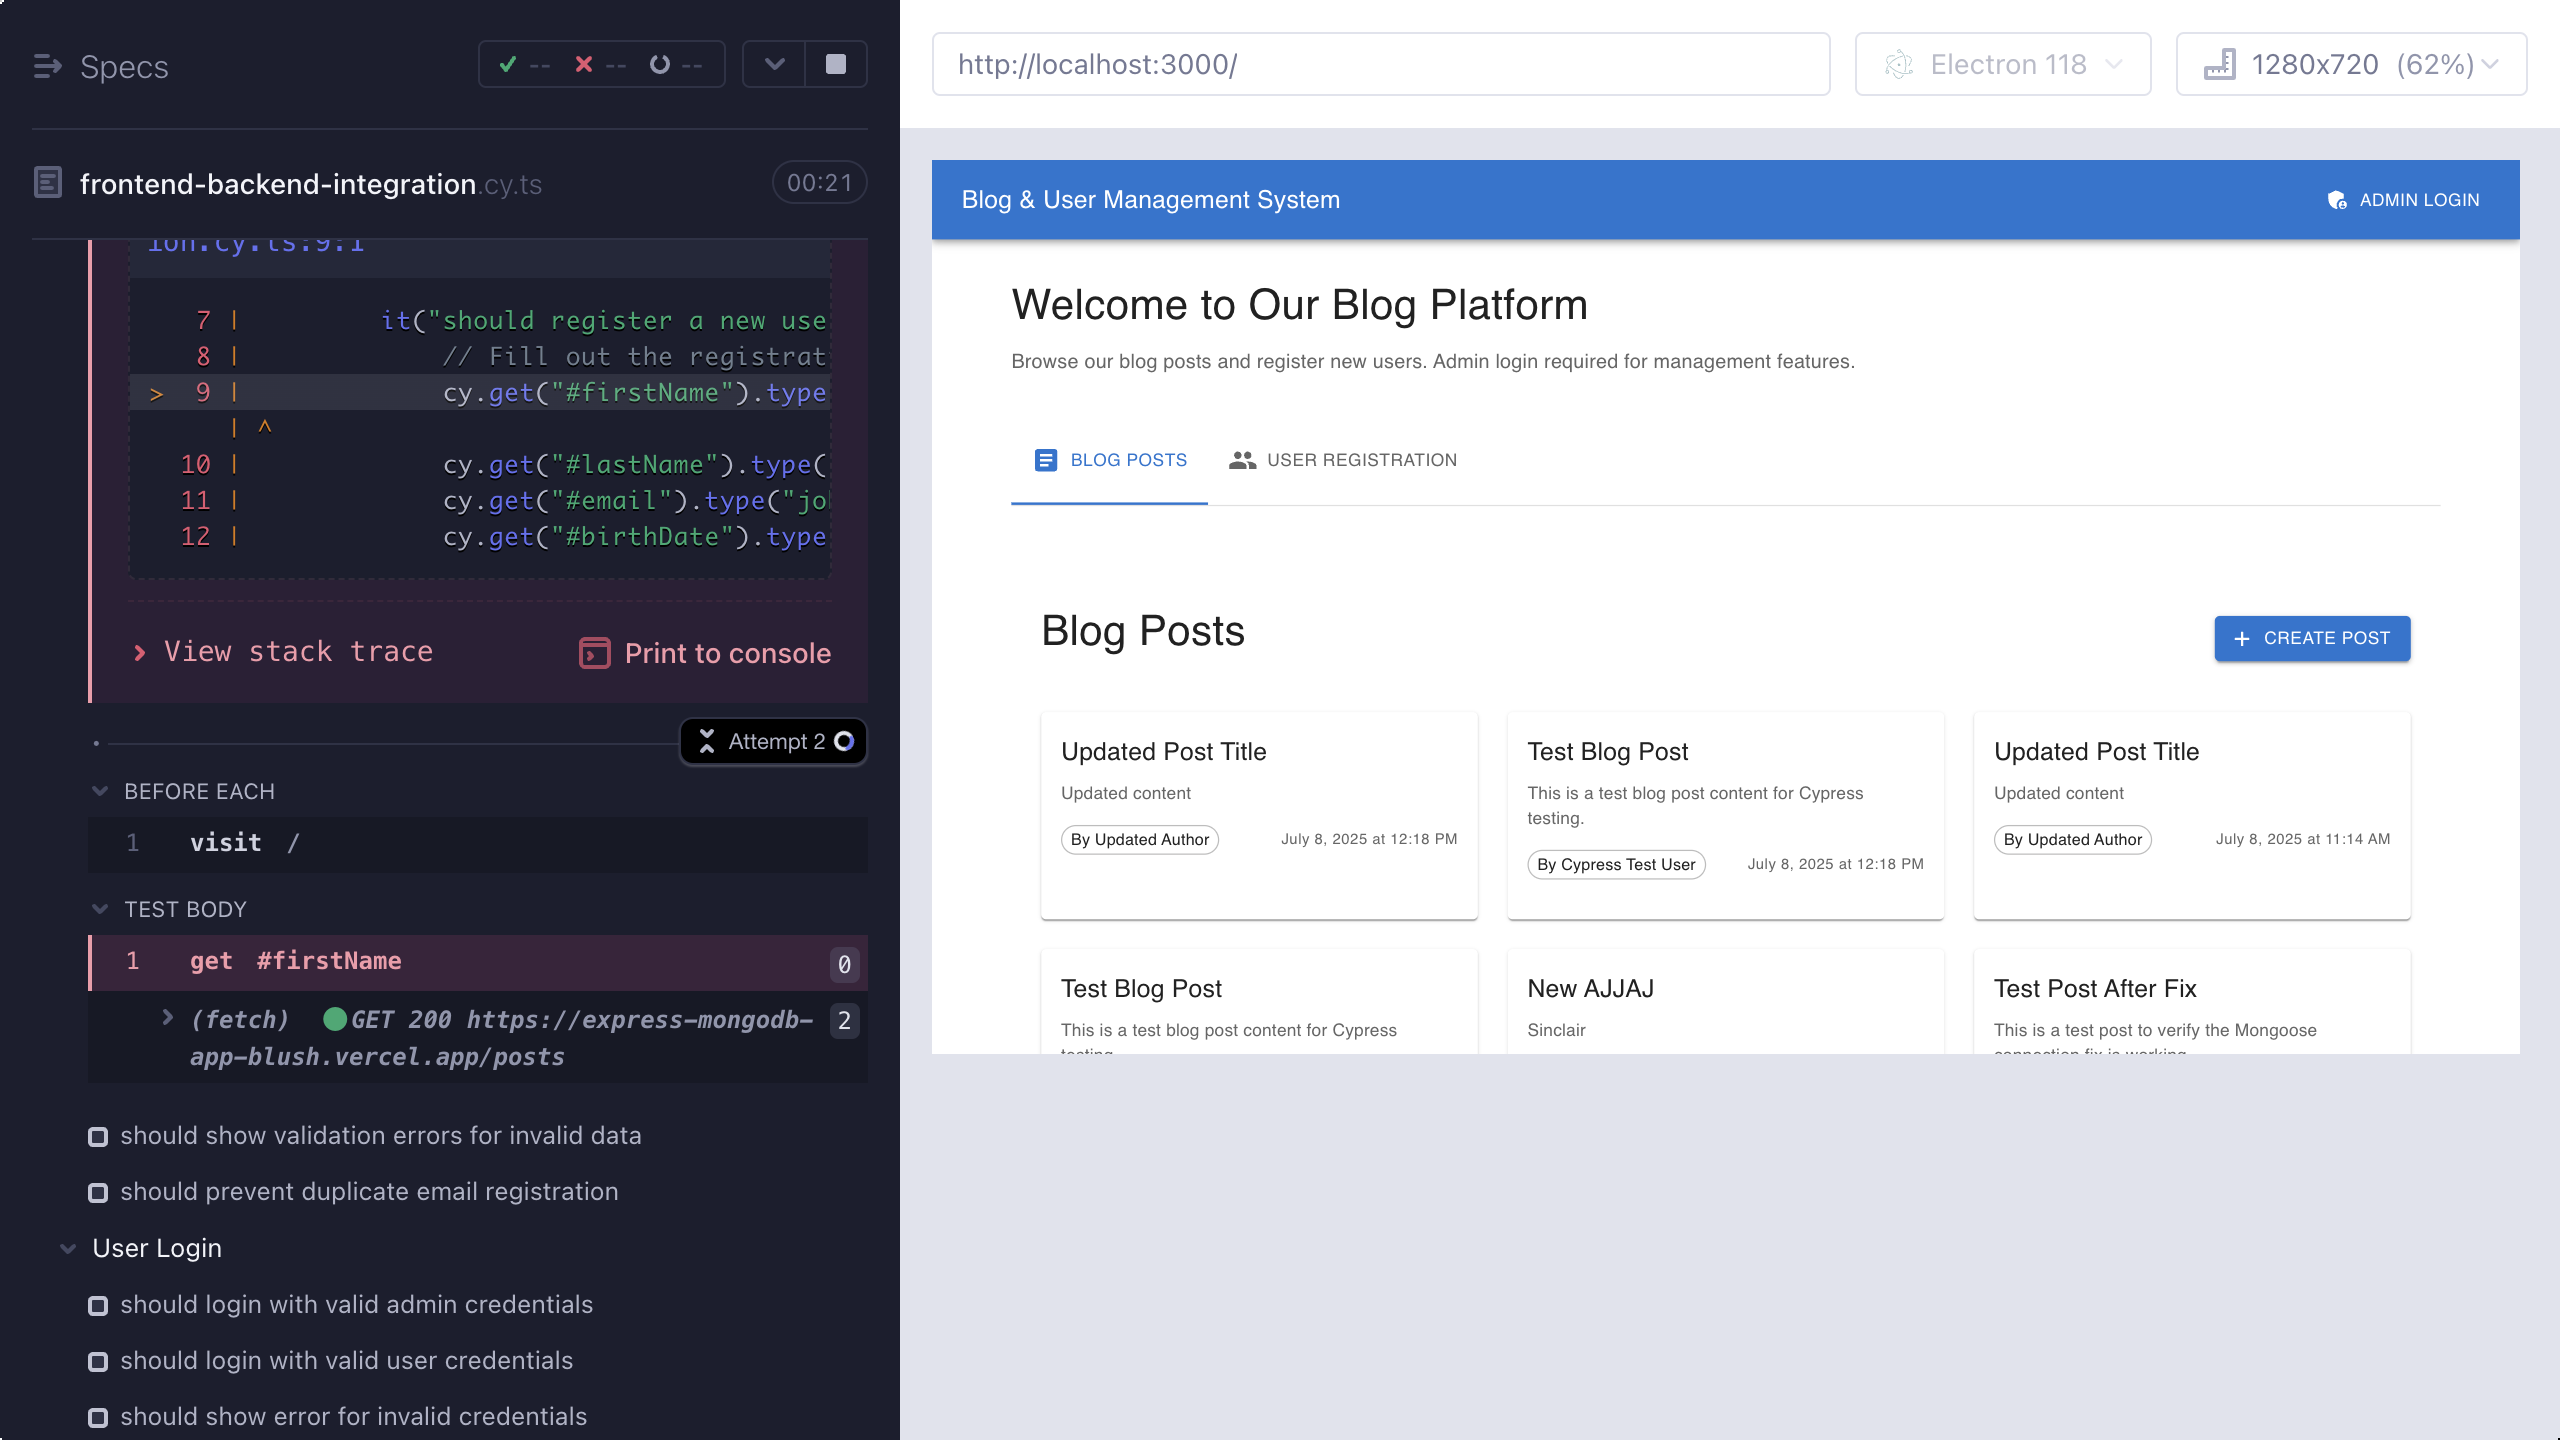 Specs
-- -- --
frontend-backend-integration.cy.ts 00:21
ion.cy.ts:9:1
7 | it("should register a new use
8 | // Fill out the registrat
> 9 | cy.get("#firstName").type
| ^
10 | cy.get("#lastName").type(
11 | cy.get("#email").type("jo
12 | cy.get("#birthDate").type
View stack trace Print to console
Attempt 2
BEFORE EACH
1 visit /
TEST BODY
1 get #firstName 0
(fetch) GET 200 https://express-mongodb- 2
app-blush.vercel.app/posts
should show validation errors for invalid data
should prevent duplicate email registration
User Login
should login with valid admin credentials
should login with valid user credentials
should show error for invalid credentials
http://localhost:3000/ Electron 118 1280x720 (62%)
Blog & User Management System ADMIN LOGIN
Welcome to Our Blog Platform
Browse our blog posts and register new users. Admin login required for management features.
BLOG POSTS USER REGISTRATION
Blog Posts + CREATE POST
Updated Post Title
Updated content
By Updated Author July 8, 2025 at 12:18 PM
Test Blog Post
This is a test blog post content for Cypress
testing.
By Cypress Test User July 8, 2025 at 12:18 PM
Updated Post Title
Updated content
By Updated Author July 8, 2025 at 11:14 AM
Test Blog Post
This is a test blog post content for Cypress
testing.
New AJJAJ
Sinclair
Test Post After Fix
This is a test post to verify the Mongoose
connection fix is working.